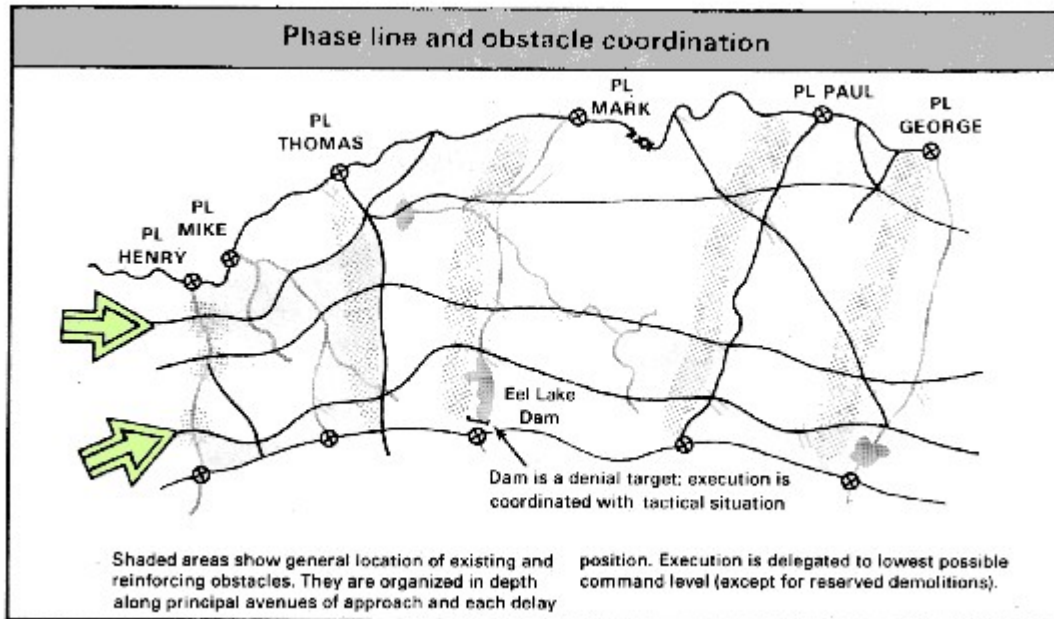 Phase line and obstacle coordination
PL
MARK
PL PAUL
PL
GEORGE
PL
THOMAS
PL
MIKE
PL
HENRY
Eel Lake
Dam
Dam is a denial target; execution is
coordinated with tactical situation
Shaded areas show general location of existing and
reinforcing obstacles. They are organized in depth
along principal avenues of approach and each delay
position. Execution is delegated to lowest possible
command level (except for reserved demolitions).